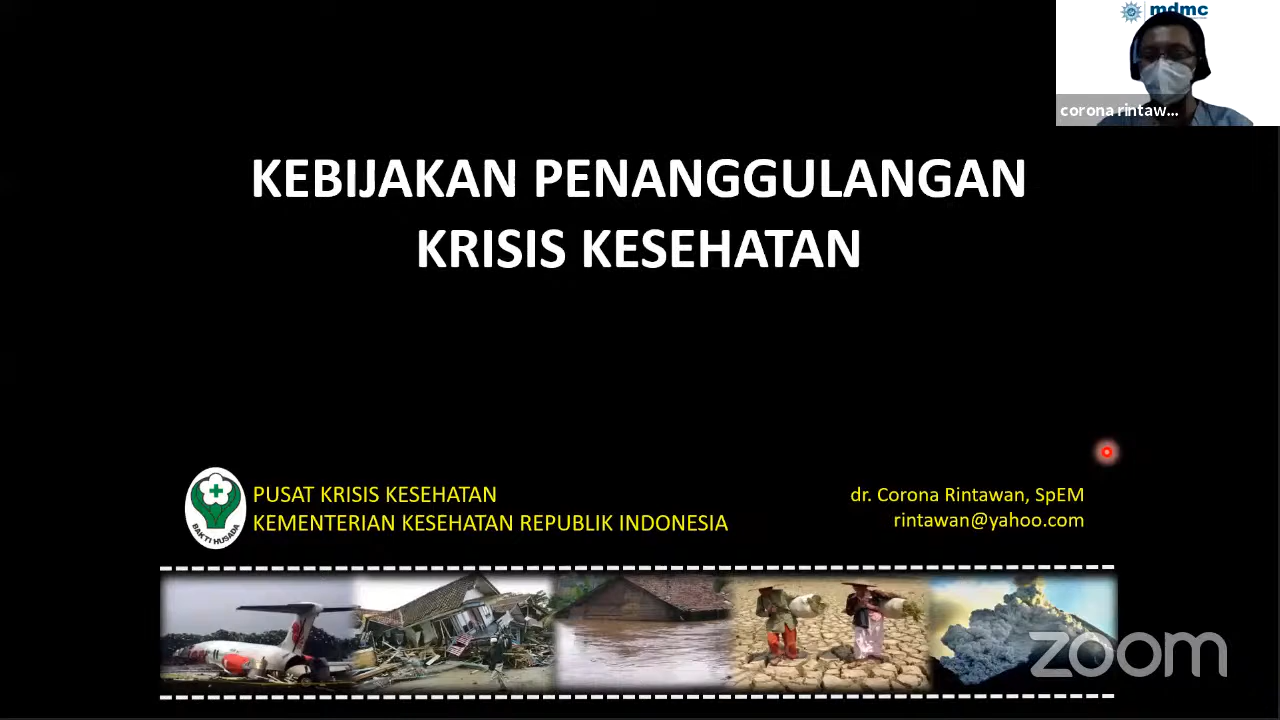 mdmc
corona rintaw...
KEBIJAKAN PENANGGULANGAN
KRISIS KESEHATAN
BAKTI HUSADA
PUSAT KRISIS KESEHATAN
KEMENTERIAN KESEHATAN REPUBLIK INDONESIA
dr. Corona Rintawan, SpEM
rintawan@yahoo.com
zoom